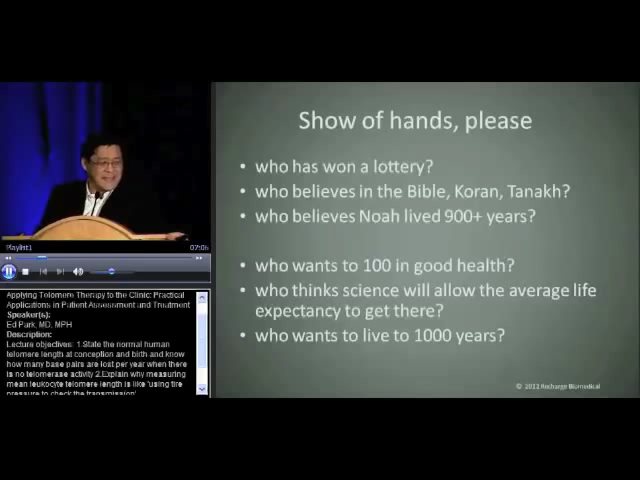 Show of hands, please
• who has won a lottery?
• who believes in the Bible, Koran, Tanakh?
• who believes Noah lived 900+ years?
• who wants to 100 in good health?
• who thinks science will allow the average life
expectancy to get there?
• who wants to live to 1000 years?
© 2012 Recharge Biomedical
Playlist1
07:06
Applying Telomere Therapy to the Clinic: Practical
Applications in Patient Assessment and Treatment
Speaker(s):
Ed Park, MD, MPH
Description:
Lecture objectives: 1.State the normal human
telomere length at conception and birth and know
how many base pairs are lost per year when there
is no telomerase activity 2.Explain why measuring
mean leukocyte telomere length is like 'using tire
pressure to check the transmission'